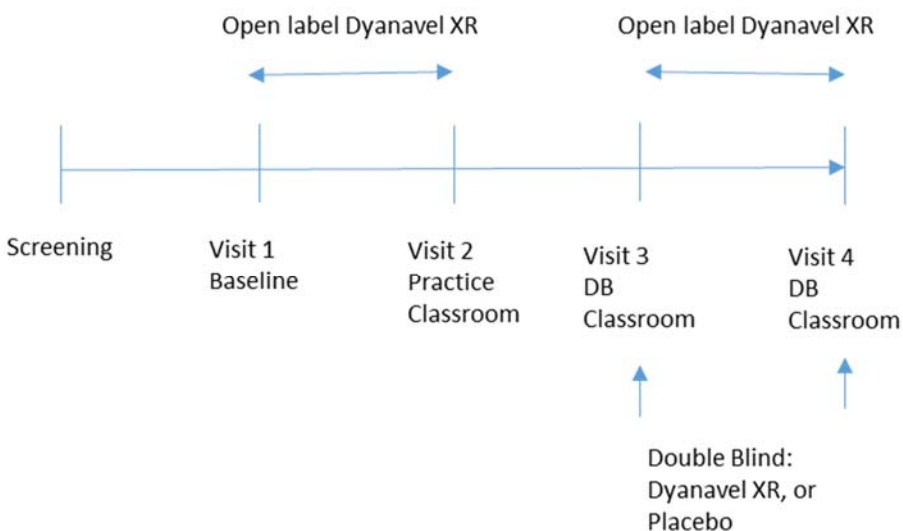 Open label Dyanavel XR
Open label Dyanavel XR
Screening
Visit 1
Baseline
Visit 2
Practice
Classroom
Visit 3
DB
Classroom
Visit 4
DB
Classroom
Double Blind:
Dyanavel XR, or
Placebo